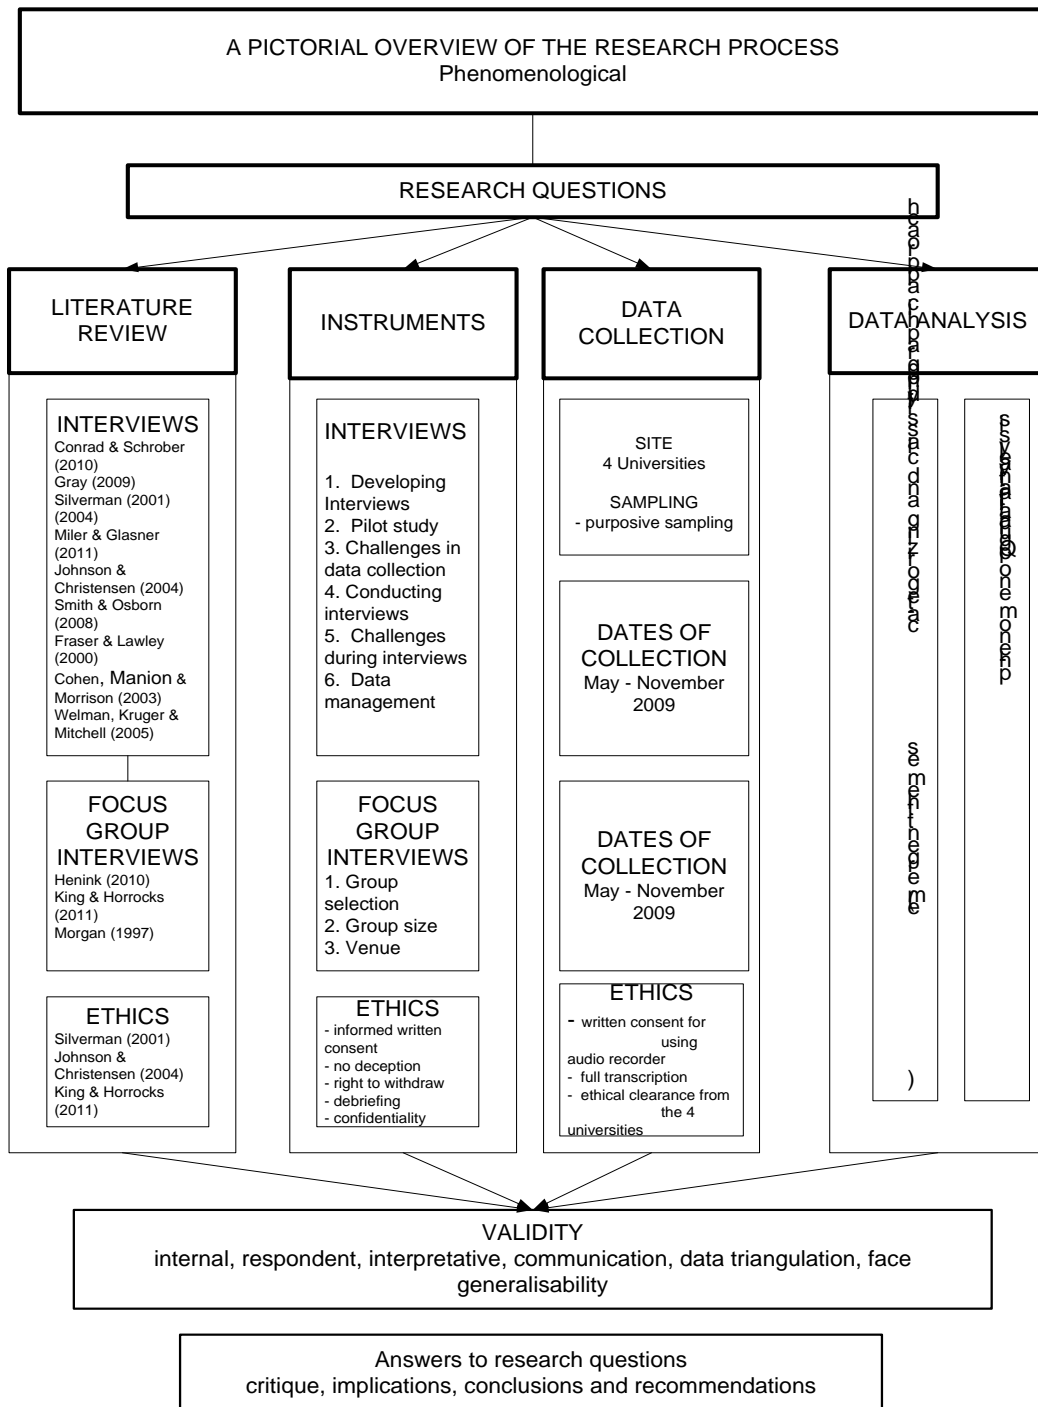 A PICTORIAL OVERVIEW OF THE RESEARCH PROCESS
Phenomenological
RESEARCH QUESTIONS
LITERATURE
REVIEW
INTERVIEWS
Conrad & Schrober
(2010)
Gray (2009)
Silverman (2001)
(2004)
Miler & Glasner
(2011)
Johnson &
Christensen (2004)
Smith & Osborn
(2008)
Fraser & Lawley
(2000)
Cohen, Manion &
Morrison (2003)
Welman, Kruger &
Mitchell (2005)
FOCUS
GROUP
INTERVIEWS
Henink (2010)
King & Horrocks
(2011)
Morgan (1997)
ETHICS
Silverman (2001)
Johnson &
Christensen (2004)
King & Horrocks
(2011)
INSTRUMENTS
INTERVIEWS
1. Developing
Interviews
2. Pilot study
3. Challenges in
data collection
4. Conducting
interviews
5. Challenges
during interviews
6. Data
management
FOCUS
GROUP
INTERVIEWS
1. Group
selection
2. Group size
3. Venue
ETHICS
- informed written
consent
- no deception
- right to withdraw
- debriefing
- confidentiality
DATA
COLLECTION
SITE
4 Universities
SAMPLING
- purposive sampling
DATES OF
COLLECTION
May - November
2009
DATES OF
COLLECTION
May - November
2009
ETHICS
- written consent for
using
audio recorder
- full transcription
- ethical clearance from
the 4
universities
DATA ANALYSIS
VALIDITY
internal, respondent, interpretative, communication, data triangulation, face
generalisability
Answers to research questions
critique, implications, conclusions and recommendations